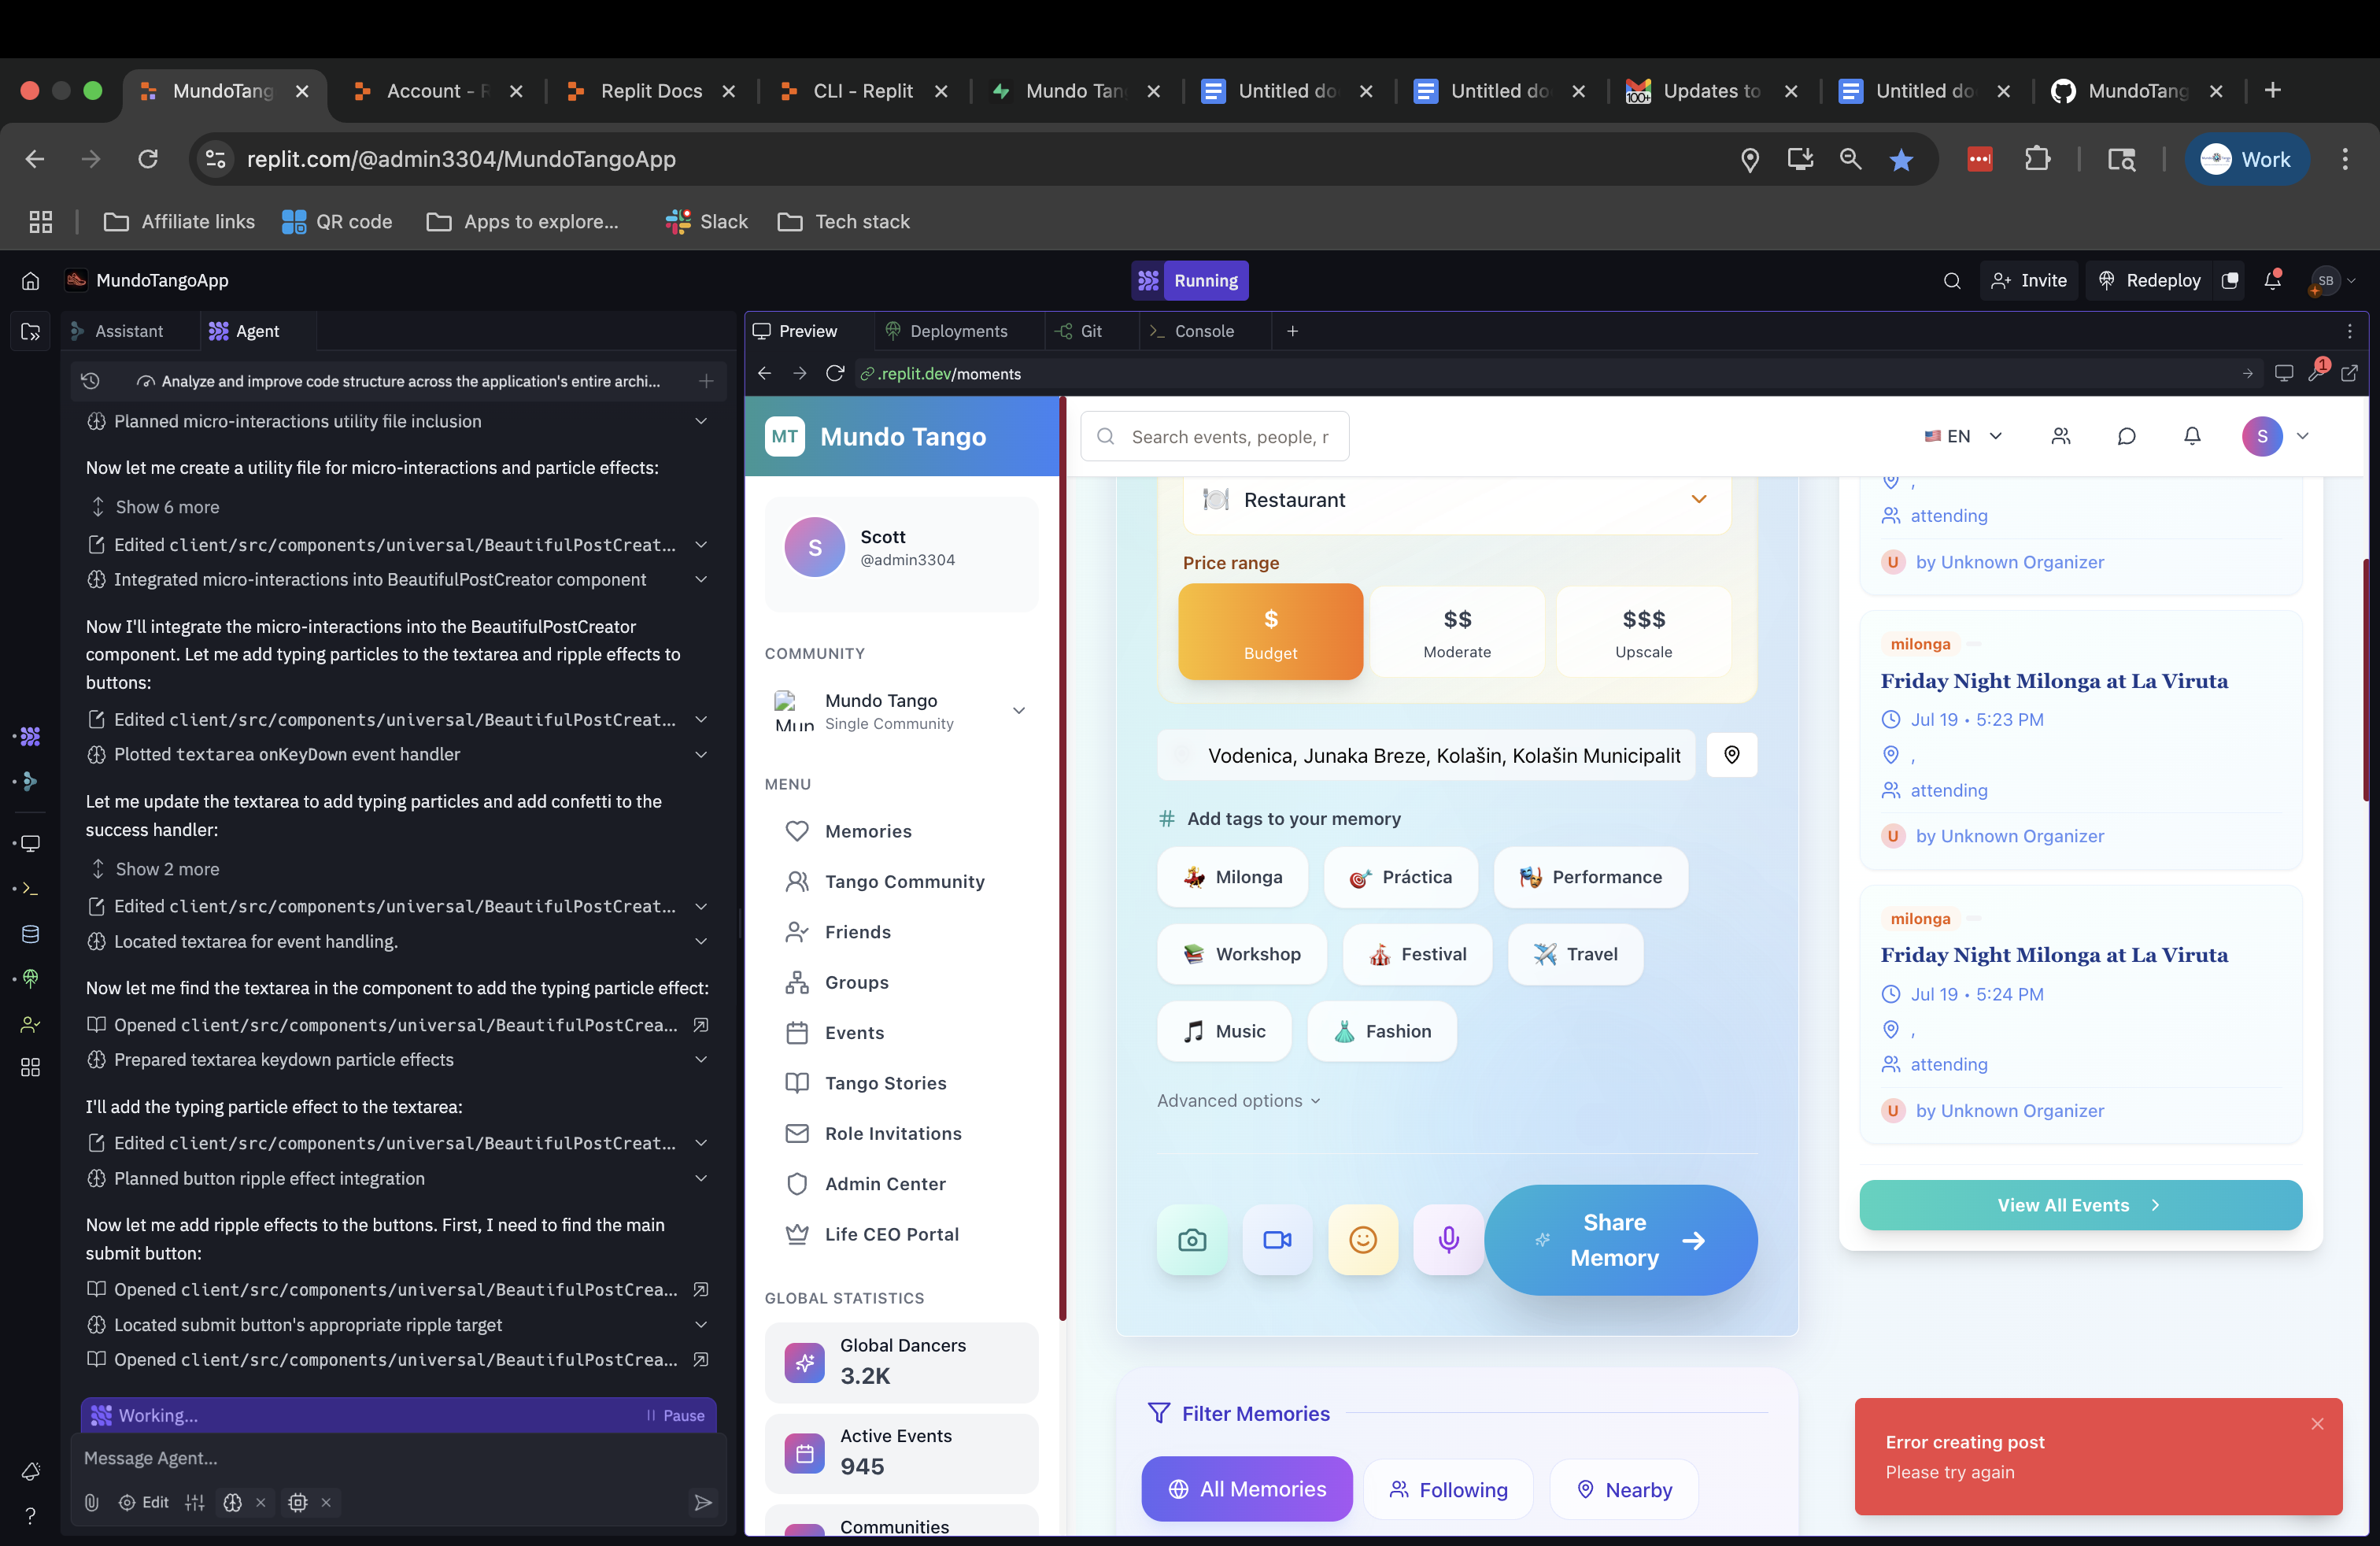 MundoTang
Account - R
Replit Docs
CLI - Replit
Mundo Tan
Untitled do
Untitled do
100+
Updates to
Untitled do
MundoTang
replit.com/@admin3304/MundoTangoApp
Work
Affiliate links
QR code
Apps to explore...
Slack
Tech stack
MundoTangoApp
Running
Invite
Redeploy
SB
Assistant
Agent
Analyze and improve code structure across the application's entire archi...
Planned micro-interactions utility file inclusion
Now let me create a utility file for micro-interactions and particle effects:
Show 6 more
Edited client/src/components/universal/BeautifulPostCreat...
Integrated micro-interactions into BeautifulPostCreator component
Now I'll integrate the micro-interactions into the BeautifulPostCreator
component. Let me add typing particles to the textarea and ripple effects to
buttons:
Edited client/src/components/universal/BeautifulPostCreat...
Plotted textarea onKeyDown event handler
Let me update the textarea to add typing particles and add confetti to the
success handler:
Show 2 more
Edited client/src/components/universal/BeautifulPostCreat...
Located textarea for event handling.
Now let me find the textarea in the component to add the typing particle effect:
Opened client/src/components/universal/BeautifulPostCrea...
Prepared textarea keydown particle effects
I'll add the typing particle effect to the textarea:
Edited client/src/components/universal/BeautifulPostCreat...
Planned button ripple effect integration
Now let me add ripple effects to the buttons. First, I need to find the main
submit button:
Opened client/src/components/universal/BeautifulPostCrea...
Located submit button's appropriate ripple target
Opened client/src/components/universal/BeautifulPostCrea...
Working...
Pause
Message Agent...
Edit
?
Preview
Deployments
Git
Console
.replit.dev/moments
1
MT
Mundo Tango
S
Scott
@admin3304
COMMUNITY
Mun
Mundo Tango
Single Community
MENU
Memories
Tango Community
Friends
Groups
Events
Tango Stories
Role Invitations
Admin Center
Life CEO Portal
GLOBAL STATISTICS
Global Dancers
3.2K
Active Events
945
Communities
Search events, people, r
EN
S
Restaurant
Price range
$
Budget
$$
Moderate
$$$
Upscale
Vodenica, Junaka Breze, Kolašin, Kolašin Municipalit
# Add tags to your memory
Milonga
Práctica
Performance
Workshop
Festival
Travel
Music
Fashion
Advanced options
Share
Memory
Filter Memories
All Memories
Following
Nearby
,
attending
U
by Unknown Organizer
milonga
Friday Night Milonga at La Viruta
Jul 19 • 5:23 PM
,
attending
U
by Unknown Organizer
milonga
Friday Night Milonga at La Viruta
Jul 19 • 5:24 PM
,
attending
U
by Unknown Organizer
View All Events
Error creating post
Please try again